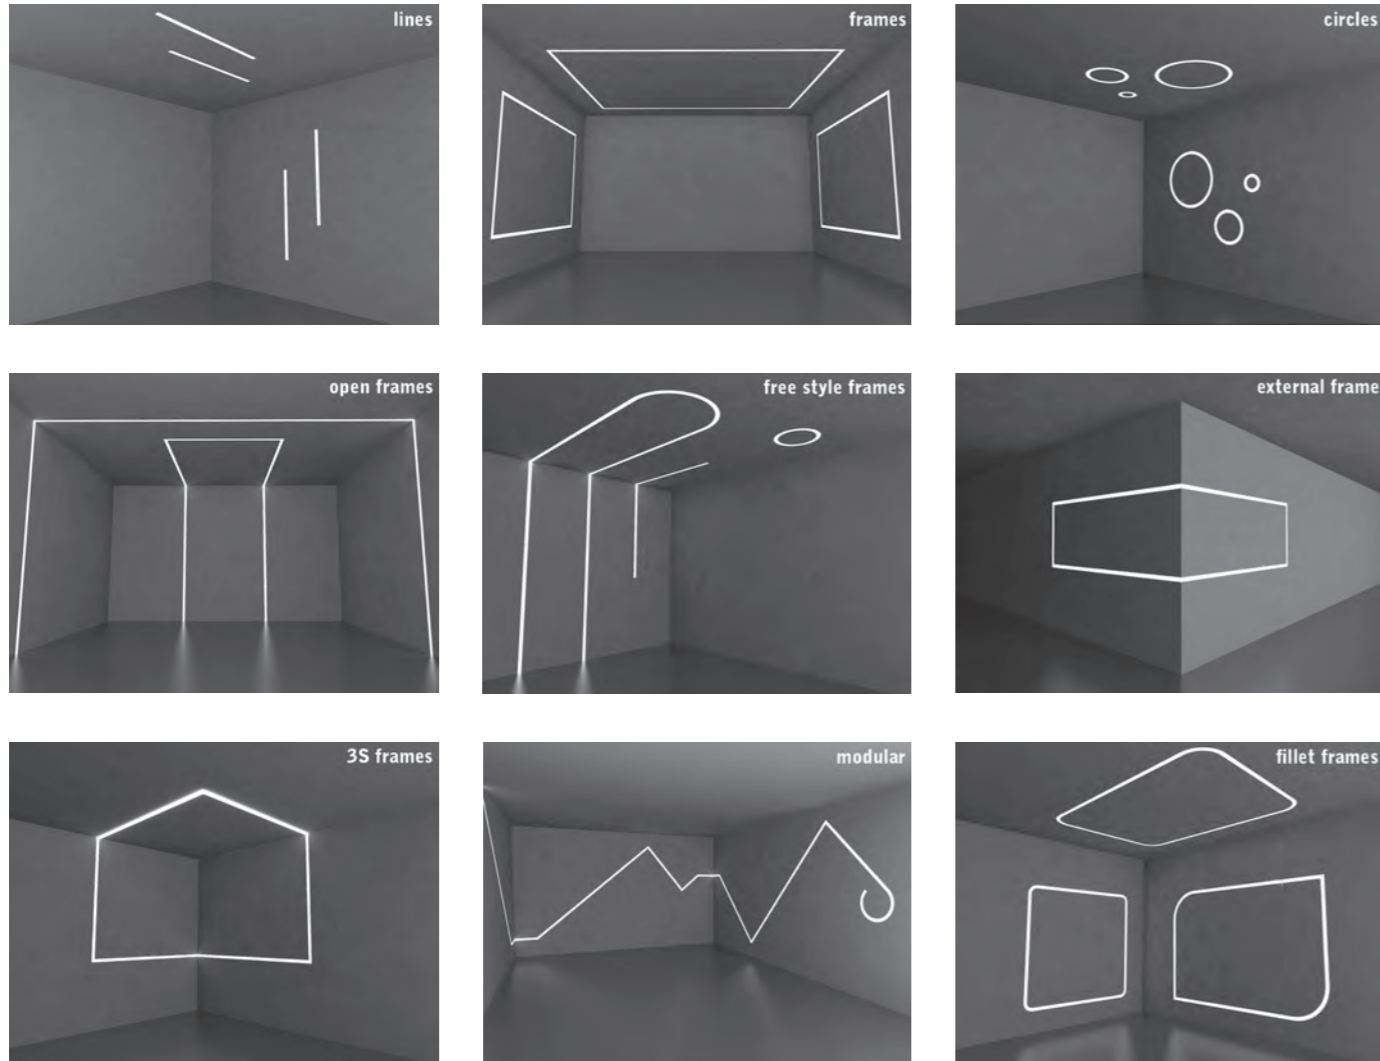 lines
frames
circles
open frames
free style frames
external frame
3S frames
modular
fillet frames